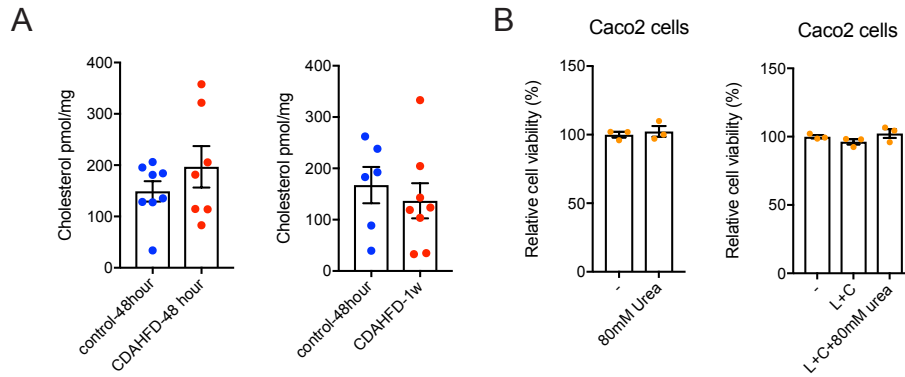 A
Cholesterol pmol/mg
400
300
200
100
0
control-48hour
CDAHFD-48 hour
Cholesterol pmol/mg
400
300
200
100
0
control-48hour
CDAHFD-1w
B
Caco2 cells
Relative cell viability (%)
150
100
50
0
-
80mM Urea
Caco2 cells
Relative cell viability (%)
150
100
50
0
-
L+C
L+C+80mM urea